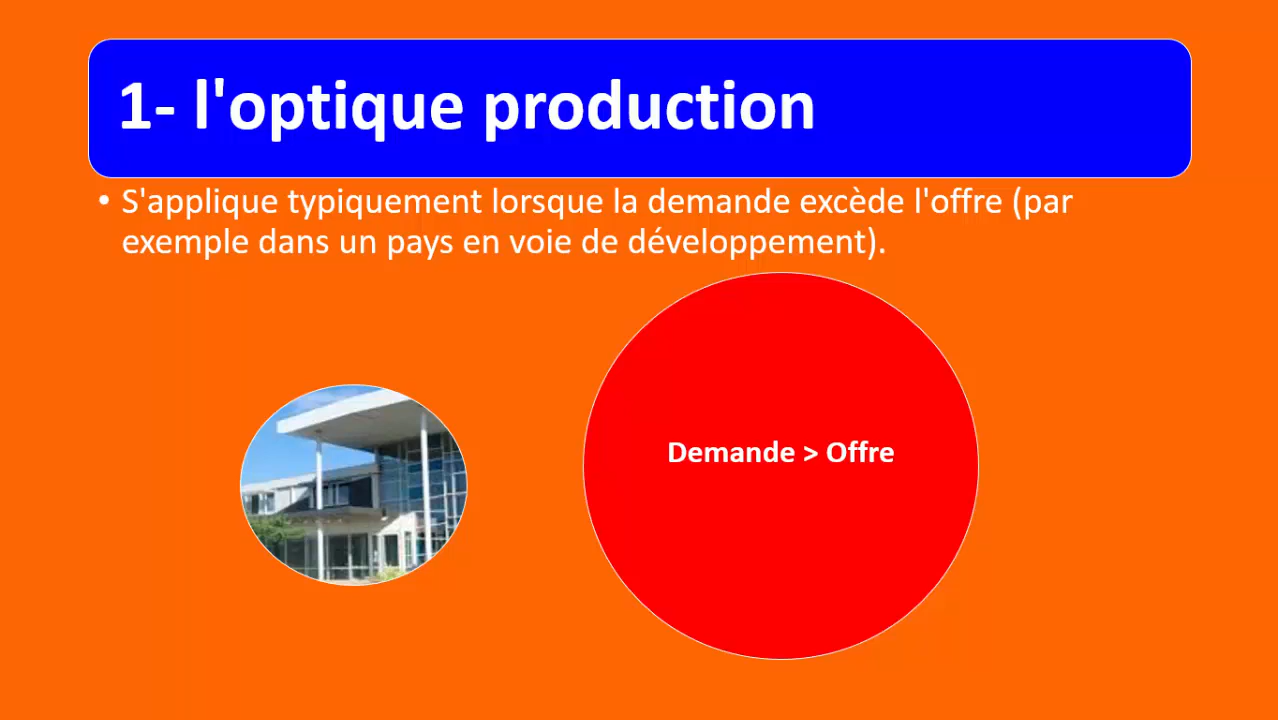 1- l'optique production
• S'applique typiquement lorsque la demande excède l'offre (par
exemple dans un pays en voie de développement).
Demande > Offre